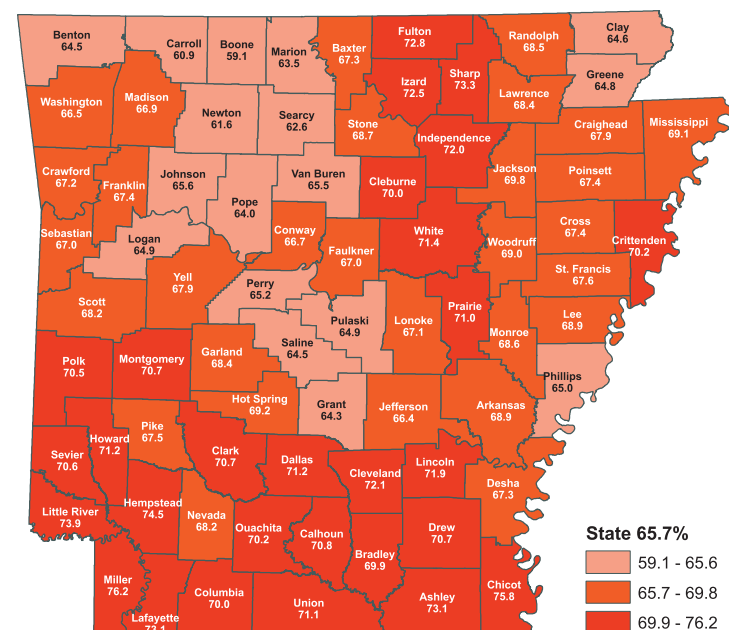 Benton
64.5
Carroll
60.9
Boone
59.1
Marion
63.5
Baxter
67.3
Fulton
72.8
Randolph
68.5
Clay
64.6
Izard
72.5
Sharp
73.3
Greene
64.8
Lawrence
68.4
Washington
66.5
Madison
66.9
Newton
61.6
Searcy
62.6
Stone
68.7
Independence
72.0
Craighead
67.9
Mississippi
69.1
Crawford
67.2
Franklin
67.4
Johnson
65.6
Pope
64.0
Van Buren
65.5
Cleburne
70.0
Jackson
69.8
Poinsett
67.4
Sebastian
67.0
Logan
64.9
Conway
66.7
Faulkner
67.0
White
71.4
Woodruff
69.0
Cross
67.4
Crittenden
70.2
St. Francis
67.6
Scott
68.2
Yell
67.9
Perry
65.2
Pulaski
64.9
Lonoke
67.1
Prairie
71.0
Monroe
68.6
Lee
68.9
Polk
70.5
Montgomery
70.7
Garland
68.4
Saline
64.5
Phillips
65.0
Hot Spring
69.2
Grant
64.3
Jefferson
66.4
Arkansas
68.9
Sevier
70.6
Howard
71.2
Pike
67.5
Clark
70.7
Dallas
71.2
Cleveland
72.1
Lincoln
71.9
Desha
67.3
Little River
73.9
Hempstead
74.5
Nevada
68.2
Ouachita
70.2
Calhoun
70.8
Bradley
69.9
Drew
70.7
Miller
76.2
Lafayette
Columbia
70.0
Union
71.1
Ashley
73.1
Chicot
75.8
State 65.7%
59.1 - 65.6
65.7 - 69.8
69.9 - 76.2